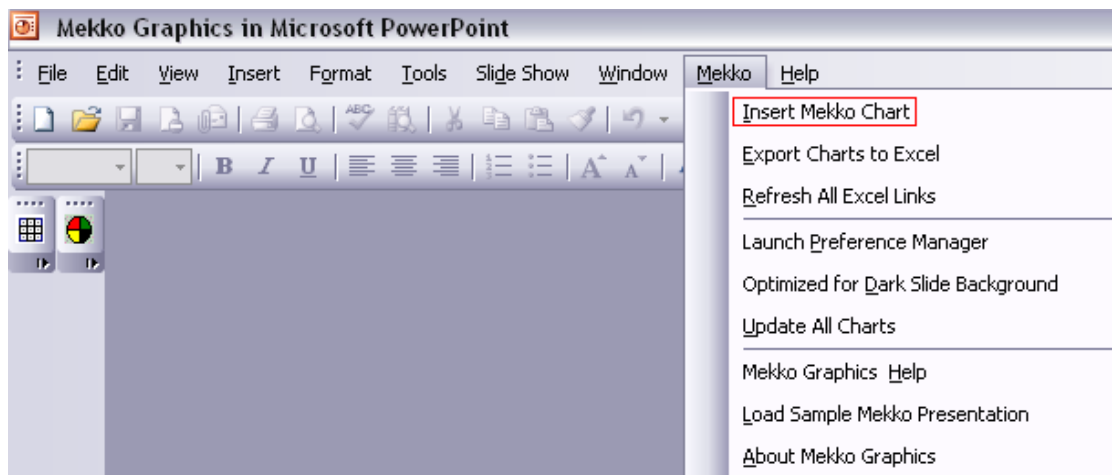 Mekko Graphics in Microsoft PowerPoint
File Edit View Insert Format Tools Slide Show Window Mekko Help
ABC
B I U A A
Insert Mekko Chart
Export Charts to Excel
Refresh All Excel Links
Launch Preference Manager
Optimized for Dark Slide Background
Update All Charts
Mekko Graphics Help
Load Sample Mekko Presentation
About Mekko Graphics